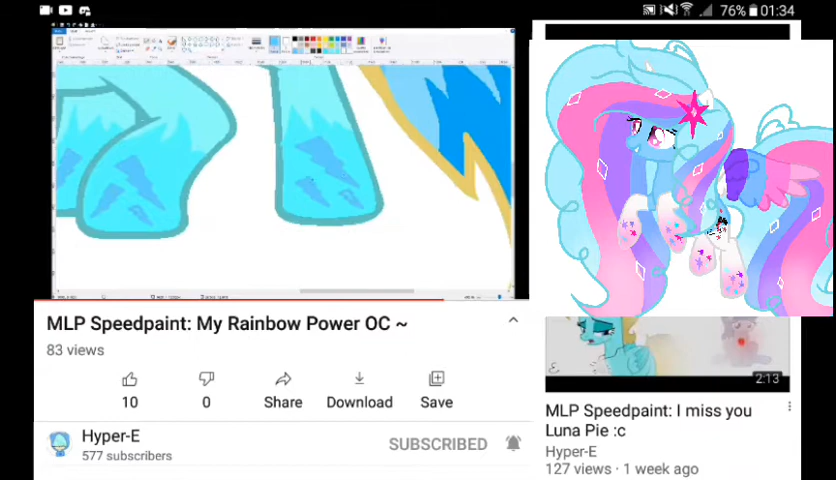 76% 01:34
MLP Speedpaint: My Rainbow Power OC ~
83 views
10
0
Share
Download
Save
Hyper-E
577 subscribers
SUBSCRIBED
2:13
MLP Speedpaint: I miss you
Luna Pie :c
Hyper-E
127 views · 1 week ago